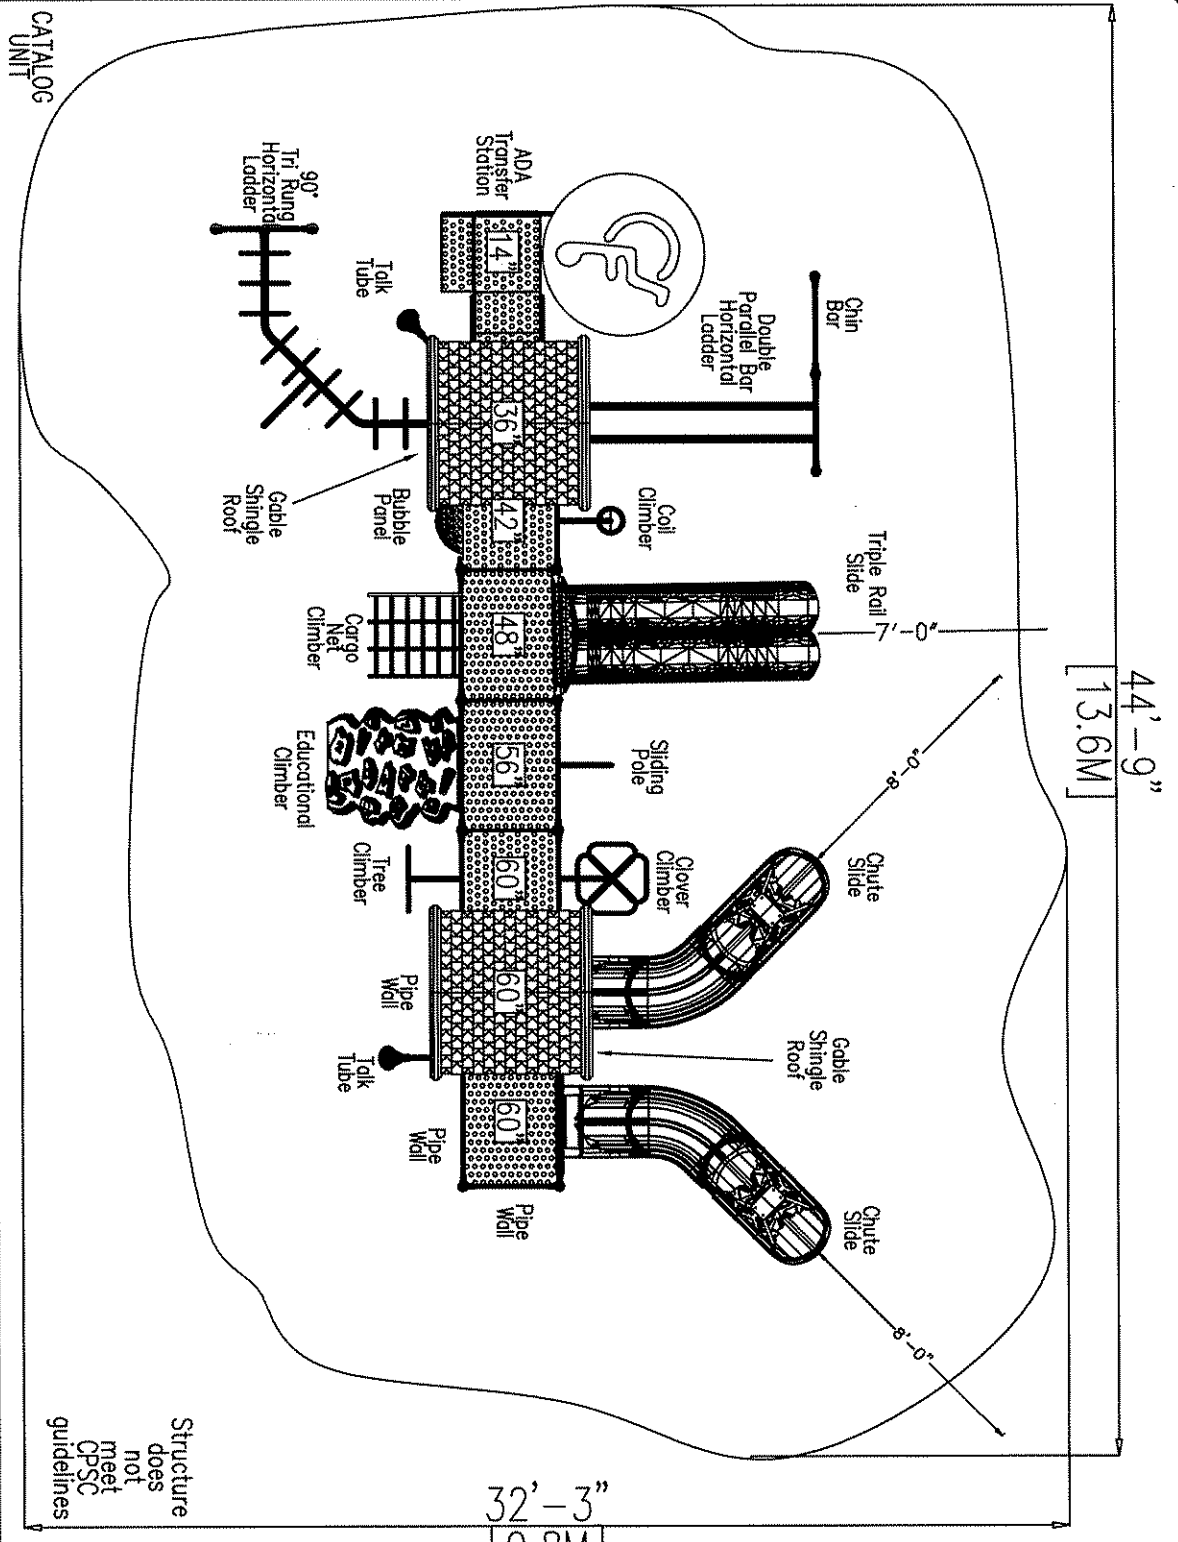 44'-9"
13.6M
8'-0"
8'-0"
7'-0"
Chin
Bar
Double
Parallel Bar
Horizontal
Ladder
Triple Rail
Slide
Chute
Slide
Chute
Slide
Coil
Climber
Sliding
Pole
Clover
Climber
Gable
Shingle
Roof
ADA
Transfer
Station
14"
36"
42"
48"
56"
60"
60"
60"
Pipe
Wall
32'-3"
90°
Tri Rung
Horizontal
Ladder
Talk
Tube
Gable
Shingle
Roof
Bubble
Panel
Cargo
Net
Climber
Educational
Climber
Tree
Climber
Pipe
Wall
Talk
Tube
Pipe
Wall
CATALOG
UNIT
Structure
does
not
meet
CPSC
guidelines